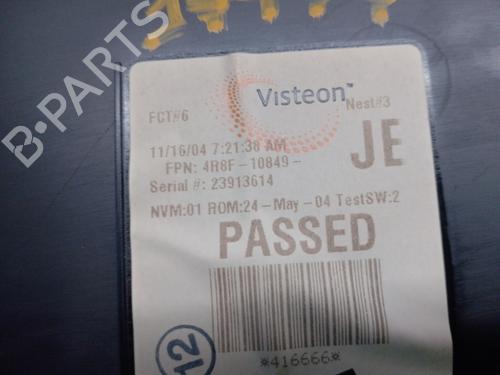 B-PARTS
Visteon™
FCT#6
Nest#3
11/16/04 7:21:38 AM
FPN: 4R8F-10849-
JE
Serial #: 23913614
NVM:01 ROM:24-May-04 TestSW:2
PASSED
12
*416666*